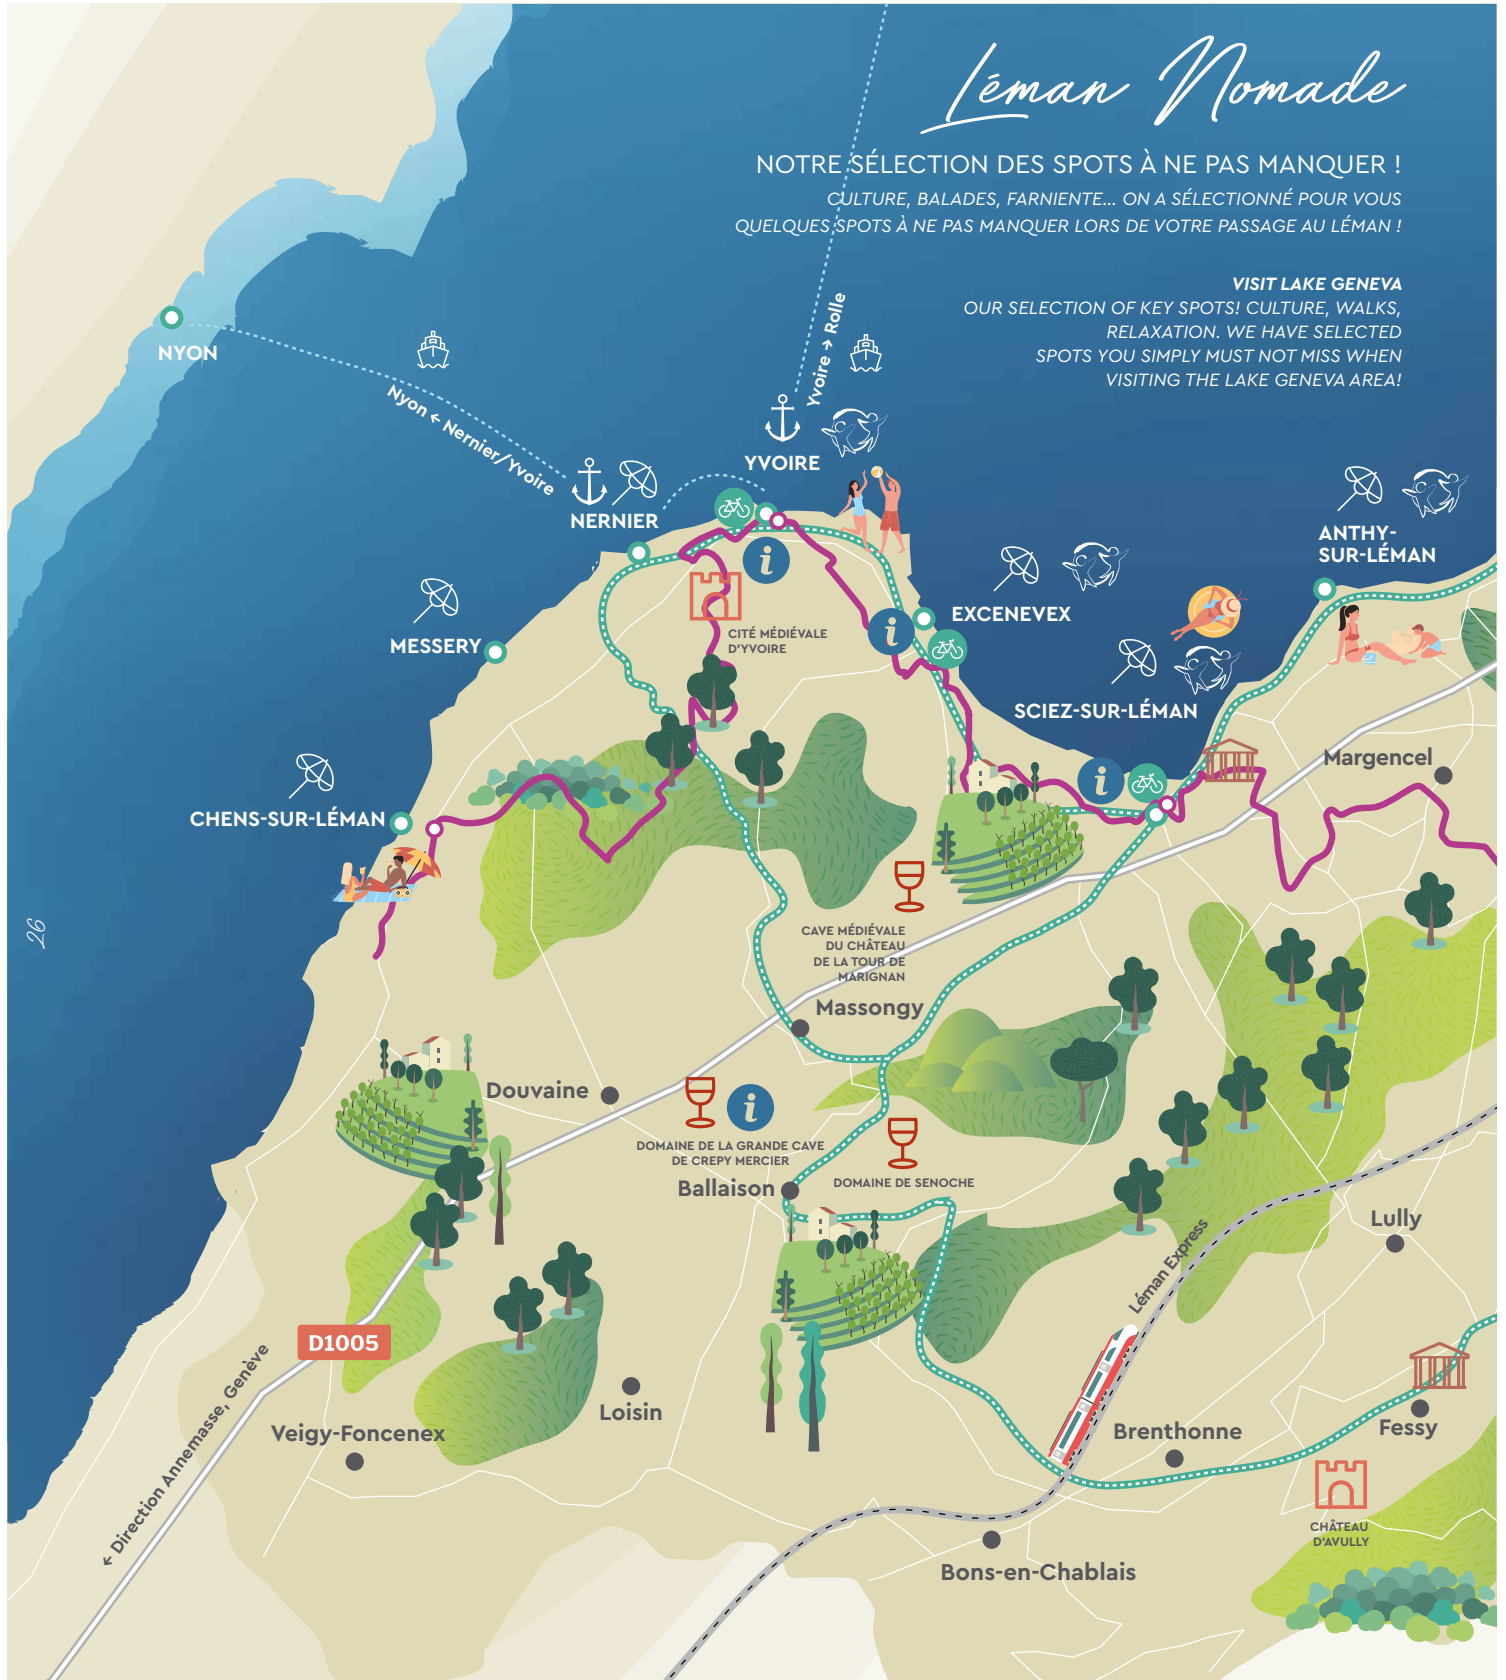 Léman Nomade
NOTRE SÉLECTION DES SPOTS À NE PAS MANQUER !
CULTURE, BALADES, FARNIENTE... ON A SÉLECTIONNÉ POUR VOUS
QUELQUES SPOTS À NE PAS MANQUER LORS DE VOTRE PASSAGE AU LÉMAN !
VISIT LAKE GENEVA
OUR SELECTION OF KEY SPOTS! CULTURE, WALKS,
RELAXATION. WE HAVE SELECTED
SPOTS YOU SIMPLY MUST NOT MISS WHEN
VISITING THE LAKE GENEVA AREA!
NYON
Nyon ← Nernier/Yvoire
Yvoire → Rolle
YVOIRE
NERNIER
i
ANTHY-
SUR-LÉMAN
EXCENEVEX
i
CITÉ MÉDIÉVALE
D'YVOIRE
MESSERY
SCIEZ-SUR-LÉMAN
Margencel
i
CHENS-SUR-LÉMAN
26
CAVE MÉDIÉVALE
DU CHÂTEAU
DE LA TOUR DE
MARIGNAN
Massongy
Douvaine
i
DOMAINE DE LA GRANDE CAVE
DE CREPY MERCIER
DOMAINE DE SENOCHE
Ballaison
Lully
Léman Express
D1005
← Direction Annemasse, Genève
Loisin
Veigy-Foncenex
Brenthonne
Fessy
CHÂTEAU
D'AVULLY
Bons-en-Chablais